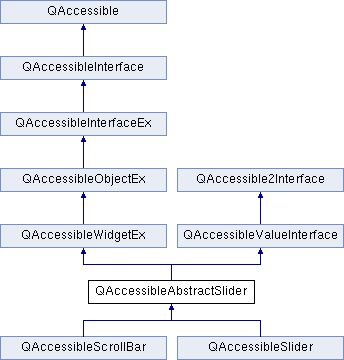 QAccessible
QAccessibleInterface
QAccessibleInterfaceEx
QAccessibleObjectEx
QAccessible2Interface
QAccessibleWidgetEx
QAccessibleValueInterface
QAccessibleAbstractSlider
QAccessibleScrollBar
QAccessibleSlider